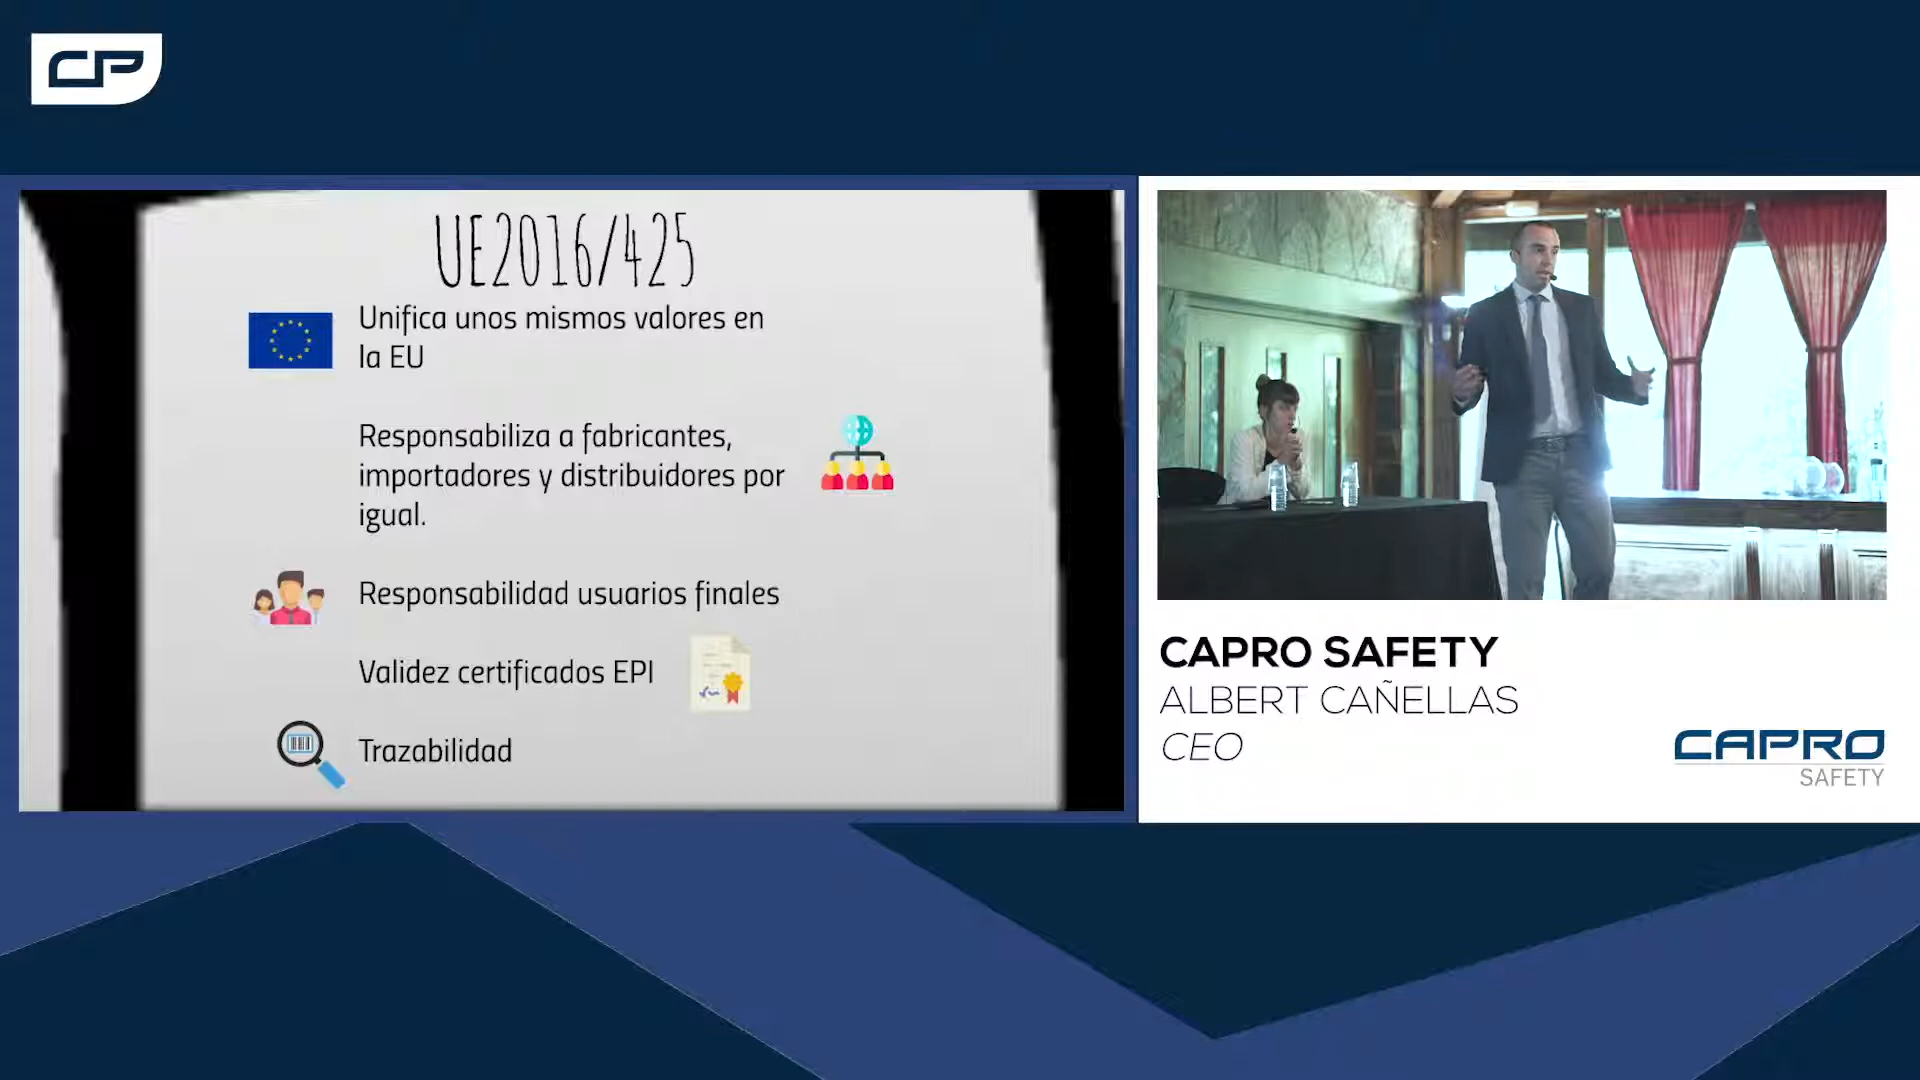 CP
UE2016/425
Unifica unos mismos valores en
la EU
Responsabiliza a fabricantes,
importadores y distribuidores por
igual.
Responsabilidad usuarios finales
Validez certificados EPI
Trazabilidad
CAPRO SAFETY
ALBERT CAÑELLAS
CEO
CAPRO
SAFETY